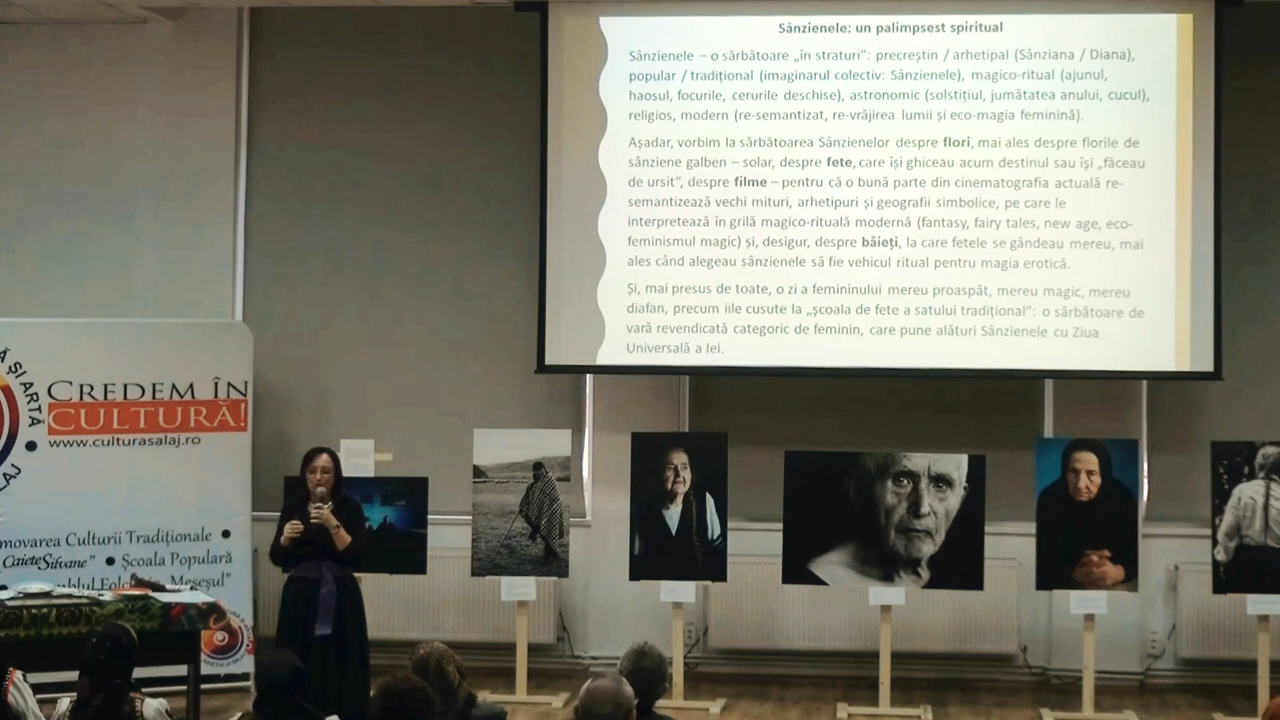 Sânzienele: un palimpsest spiritual
Sânzienele – o sărbătoare „în straturi”: precreștin / arhetipal (Sânziana / Diana),
popular / tradițional (imaginarul colectiv: Sânzienele), magico-ritual (ajunul,
haosul, focurile, cerurile deschise), astronomic (solstițiul, jumătatea anului, cucul),
religios, modern (re-semantizat, re-vrăjirea lumii și eco-magia feminină).
Așadar, vorbim la sărbătoarea Sânzienelor despre flori, mai ales despre florile de
sânziene galben – solar, despre fete, care își ghiceau acum destinul sau își „făceau
de ursit”, despre filme – pentru că o bună parte din cinematografia actuală re-
semantizează vechi mituri, arhetipuri și geografii simbolice, pe care le
interpretează în grilă magico-rituală modernă (fantasy, fairy tales, new age, eco-
feminismul magic) și, desigur, despre băieți, la care fetele se gândeau mereu, mai
ales când alegeau sânzienele să fie vehicul ritual pentru magia erotică.
Și, mai presus de toate, o zi a femininului mereu proaspăt, mereu magic, mereu
diafan, precum iile cusute la „școala de fete a satului tradițional”: o sărbătoare de
vară revendicată categoric de feminin, care pune alături Sânzienele cu Ziua
Universală a Iei.
Ă ȘI ARTĂ
LAJ
CREDEM ÎN
CULTURĂ!
www.culturasalaj.ro
movarea Culturii Tradiționale
Caiete Silvane” • Școala Populară
mblul Folc Meseșul”